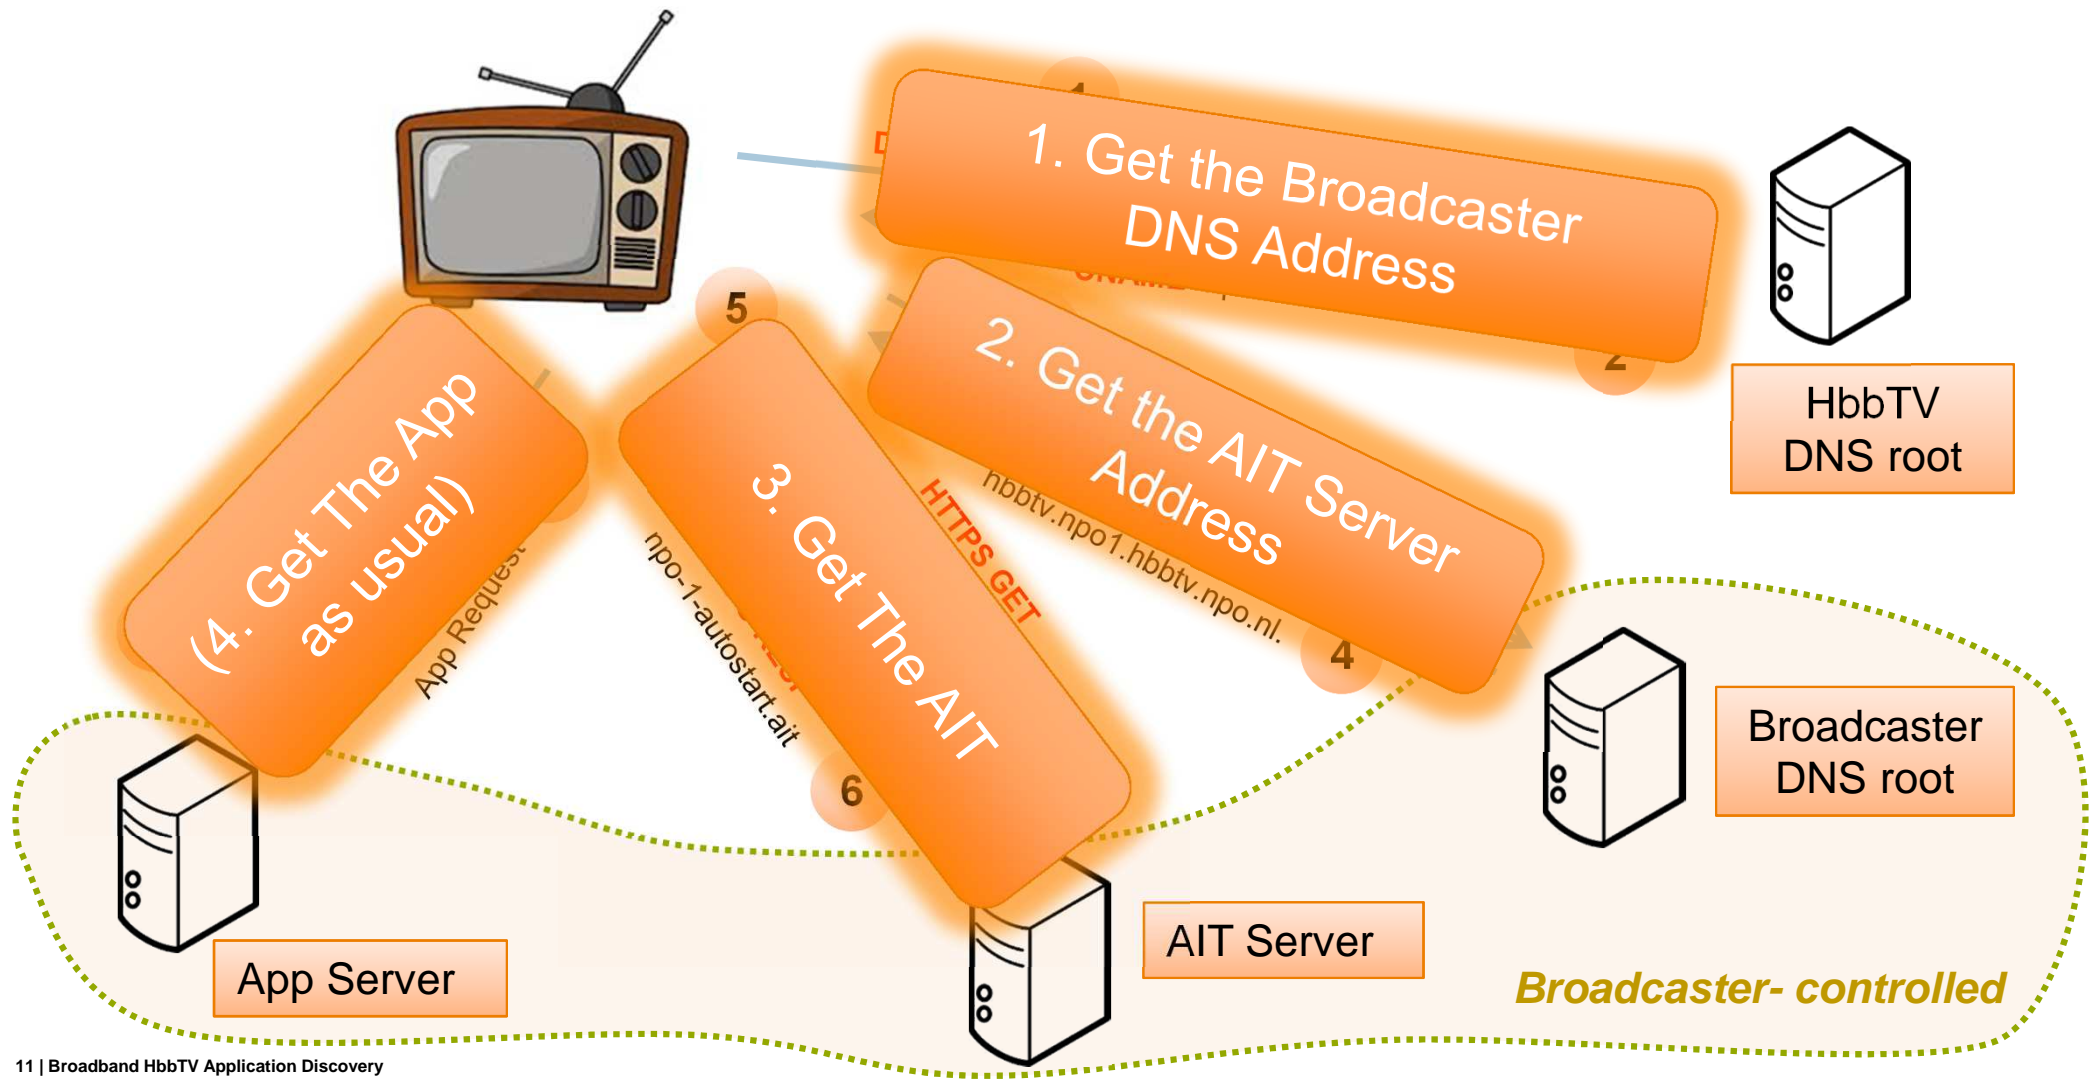 1. Get the Broadcaster
DNS Address
2. Get the AIT Server
Address
HbbTV
DNS root
5
3. Get The AIT
(4. Get The App
as usual)
HTTPS GET
hbbtv.npo1.hbbtv.npo.nl.
npo-1-autostart.ait
App Request
4
6
2
Broadcaster
DNS root
AIT Server
App Server
Broadcaster- controlled
11 | Broadband HbbTV Application Discovery